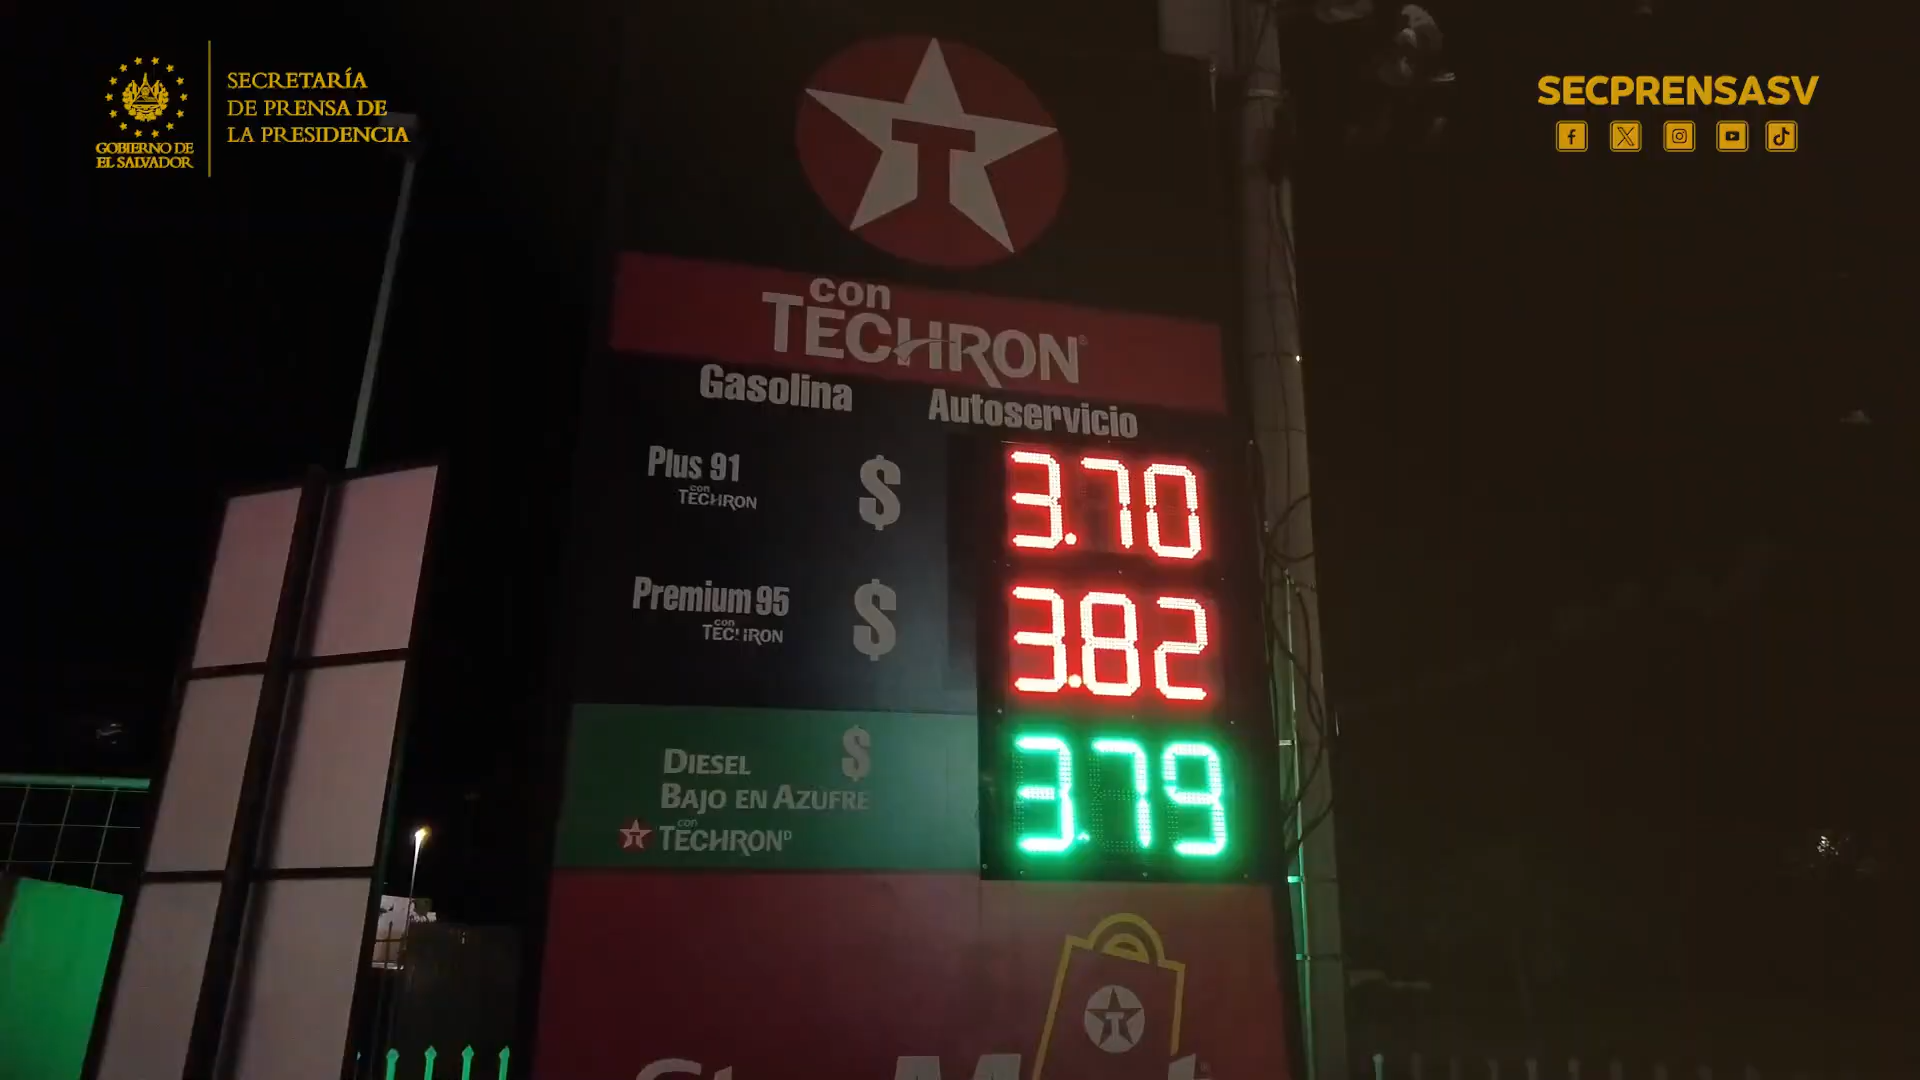 GOBIERNO DE
EL SALVADOR
SECRETARÍA
DE PRENSA DE
LA PRESIDENCIA
SECPRENSASV
T
con
TECHRON®
Gasolina Autoservicio
Plus 91 $ 3.70
con
TECHRON
Premium 95 $ 3.82
con
TECHRON
DIESEL $ 3.79
BAJO EN AZUFRE
con
TECHRON D
T